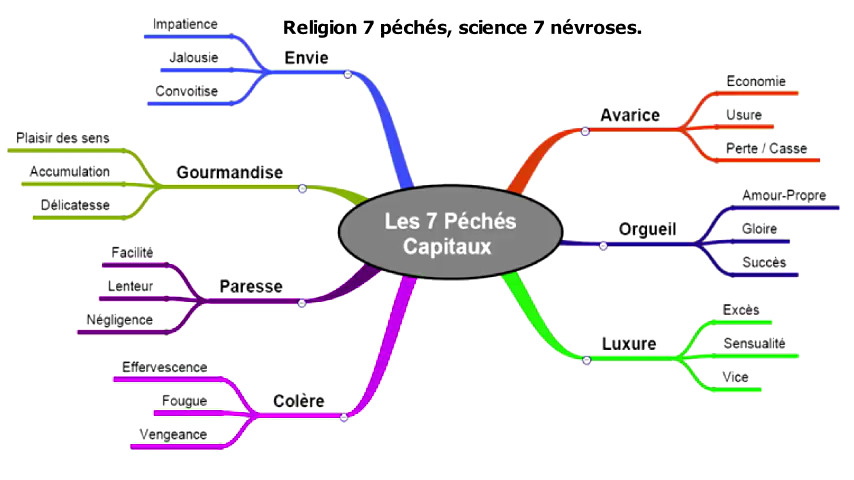 Religion 7 péchés, science 7 névroses.
Les 7 Péchés
Capitaux
Envie
Impatience
Jalousie
Convoitise
Gourmandise
Plaisir des sens
Accumulation
Délicatesse
Paresse
Facilité
Lenteur
Négligence
Colère
Effervescence
Fougue
Vengeance
Avarice
Economie
Usure
Perte / Casse
Orgueil
Amour-Propre
Gloire
Succès
Luxure
Excès
Sensualité
Vice